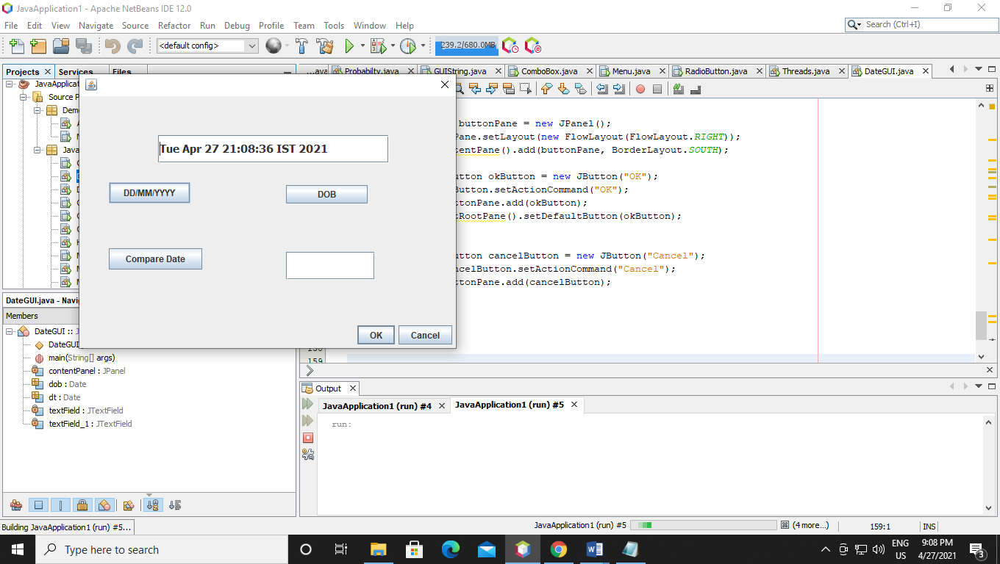 JavaApplication1 - Apache NetBeans IDE 12.0
File Edit View Navigate Source Refactor Run Debug Profile Team Tools Window Help
Search (Ctrl+I)
<default config>
239.2/680.0MB
Projects Services Files
...ava Probabilty.java GUIString.java ComboBox.java Menu.java RadioButton.java Threads.java DateGUI.java
JavaApplicat
Source P
Dem
Java
Tue Apr 27 21:08:36 IST 2021
DD/MM/YYYY
DOB
Compare Date
OK
Cancel
buttonPane = new JPanel();
Pane.setLayout(new FlowLayout(FlowLayout.RIGHT));
entPane().add(buttonPane, BorderLayout.SOUTH);
utton okButton = new JButton("OK");
Button.setActionCommand("OK");
tonPane.add(okButton);
tRootPane().setDefaultButton(okButton);
utton cancelButton = new JButton("Cancel");
ncelButton.setActionCommand("Cancel");
tonPane.add(cancelButton);
159
DateGUI.java - Navi
Members
DateGUI :: J
DateGUI
main(String[] args)
contentPanel : JPanel
dob : Date
dt : Date
textField : JTextField
textField_1 : JTextField
Output
JavaApplication1 (run) #4
JavaApplication1 (run) #5
run:
Building JavaApplication1 (run) #5...
JavaApplication1 (run) #5
(4 more...)
159:1
INS
Type here to search
ENG
US
9:08 PM
4/27/2021
3